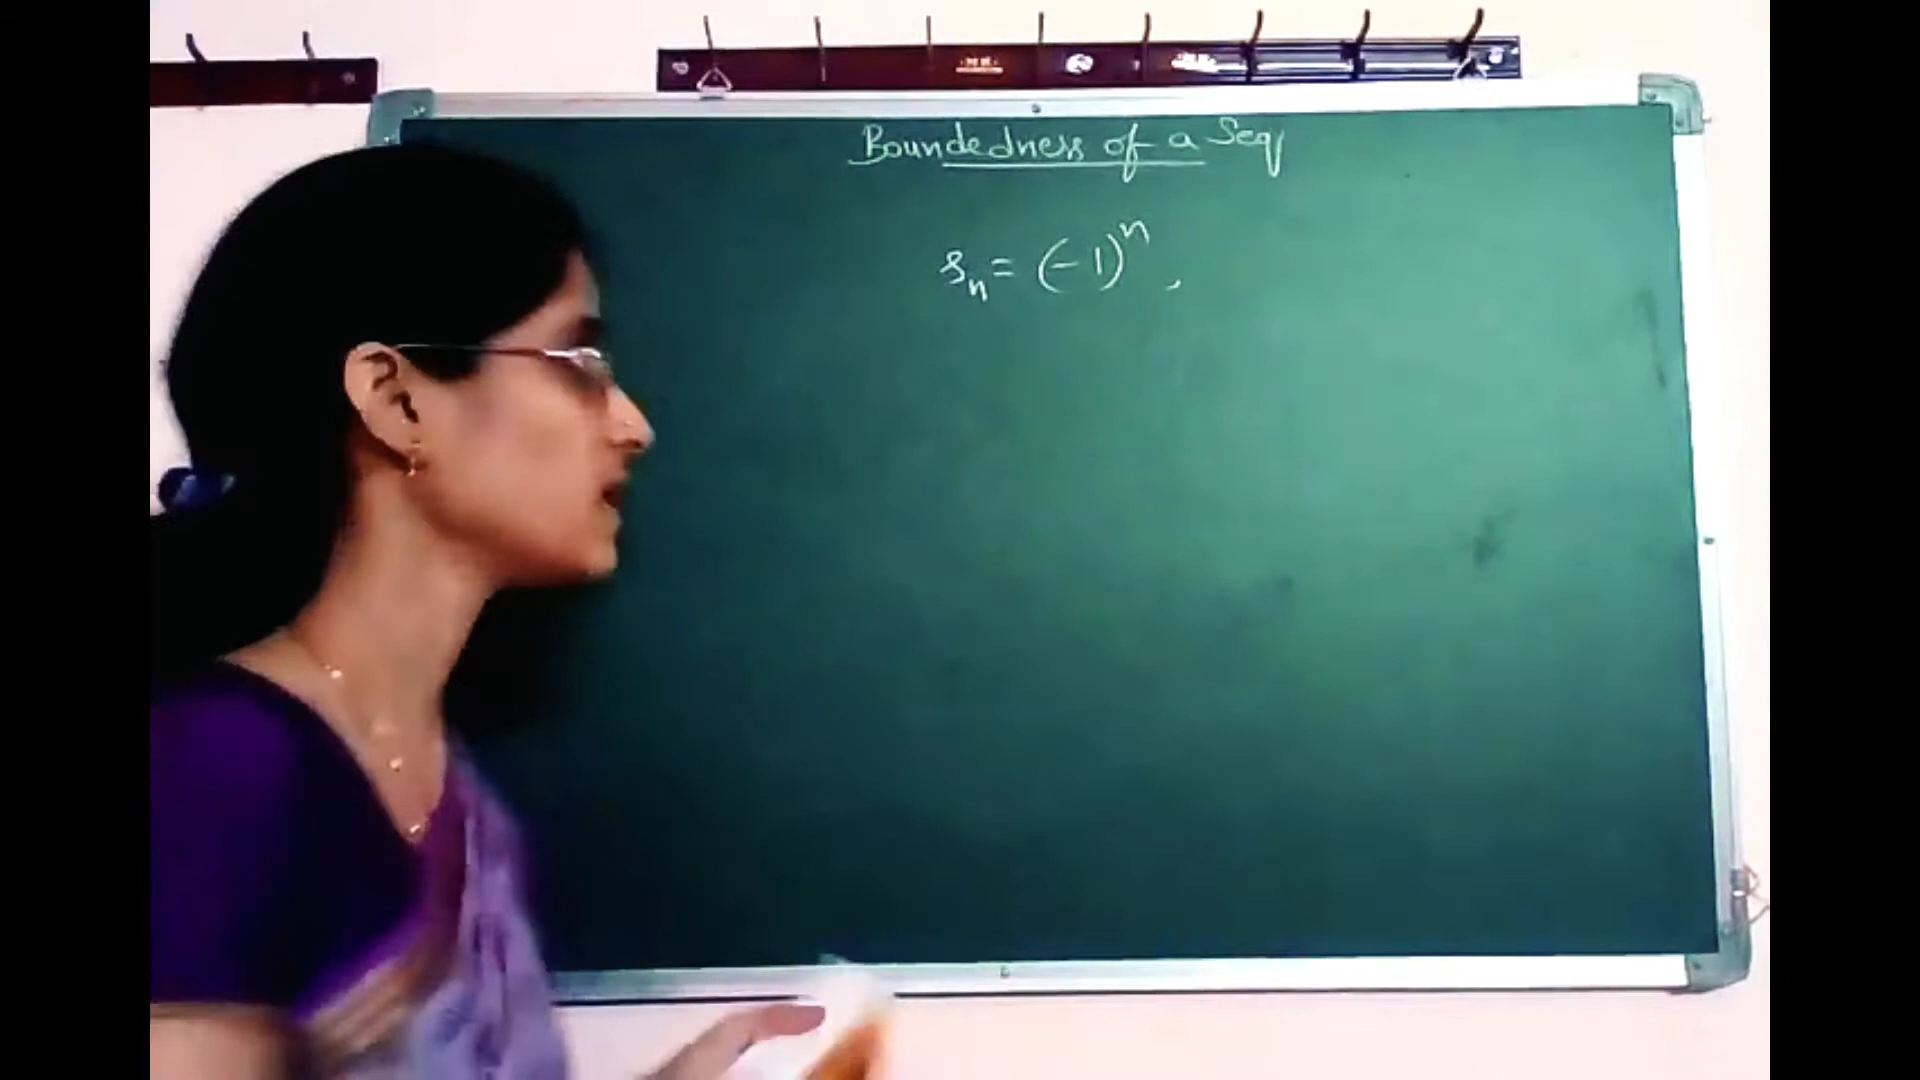 Boundedness of a Seq
sₙ = (-1)ⁿ,